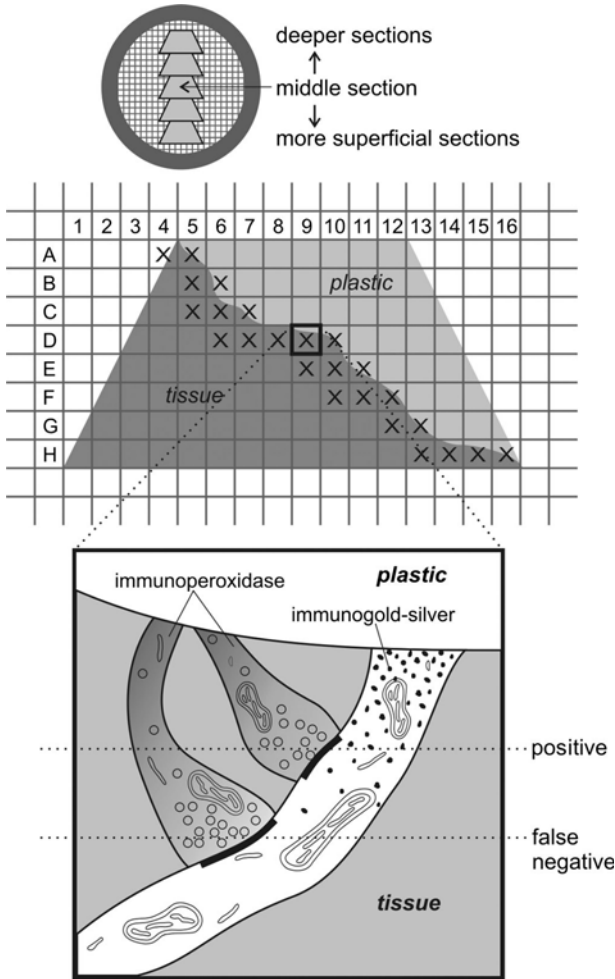 deeper sections
middle section
more superficial sections
1 2 3 4 5 6 7 8 9 10 11 12 13 14 15 16
A X X
B X X
plastic
C X X X
D X X X X X
E X X X
tissue
F X X X
G X X
H X X X X
plastic
immunoperoxidase
immunogold-silver
positive
false
negative
tissue